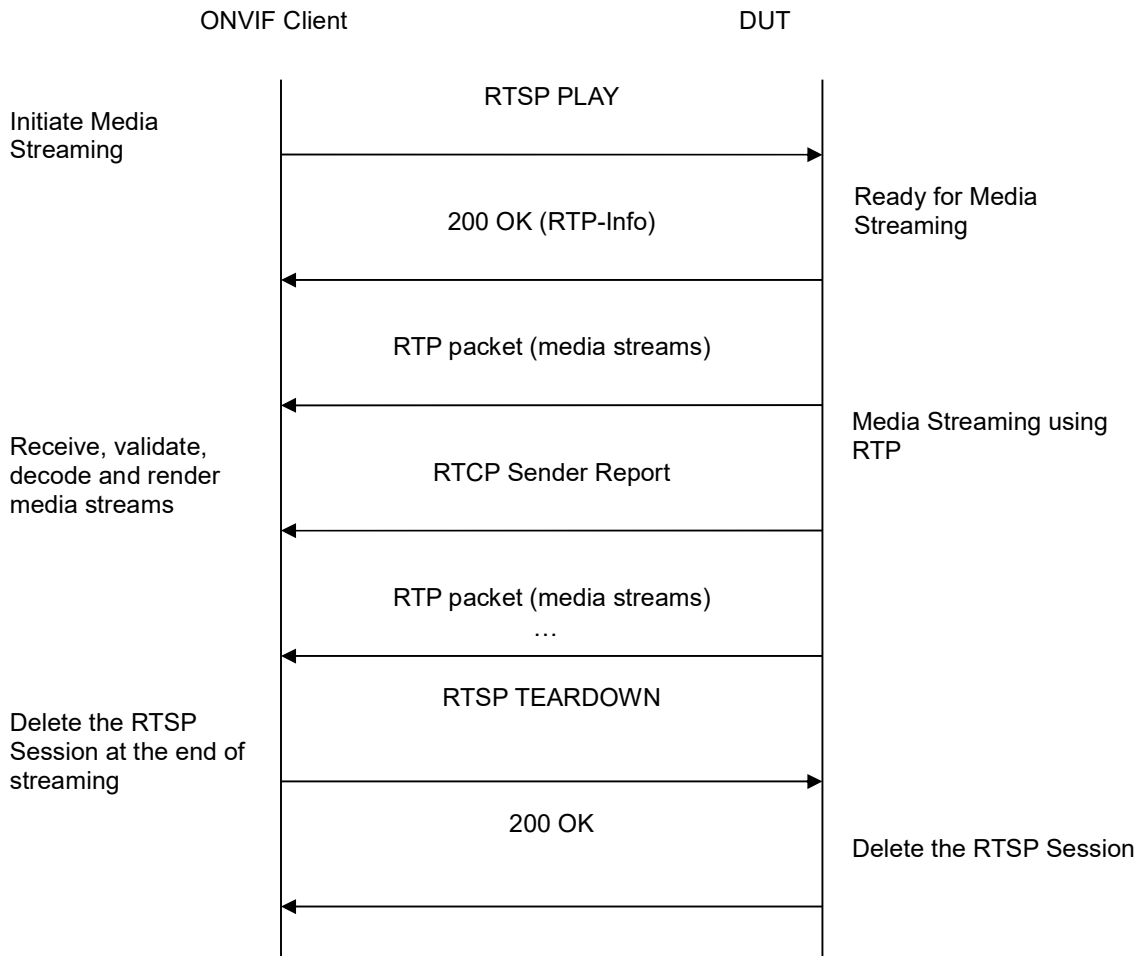 ONVIF Client
DUT
RTSP PLAY
Initiate Media
Streaming
Ready for Media
Streaming
200 OK (RTP-Info)
RTP packet (media streams)
Media Streaming using
RTP
Receive, validate,
decode and render
media streams
RTCP Sender Report
RTP packet (media streams)
…
RTSP TEARDOWN
Delete the RTSP
Session at the end of
streaming
200 OK
Delete the RTSP Session